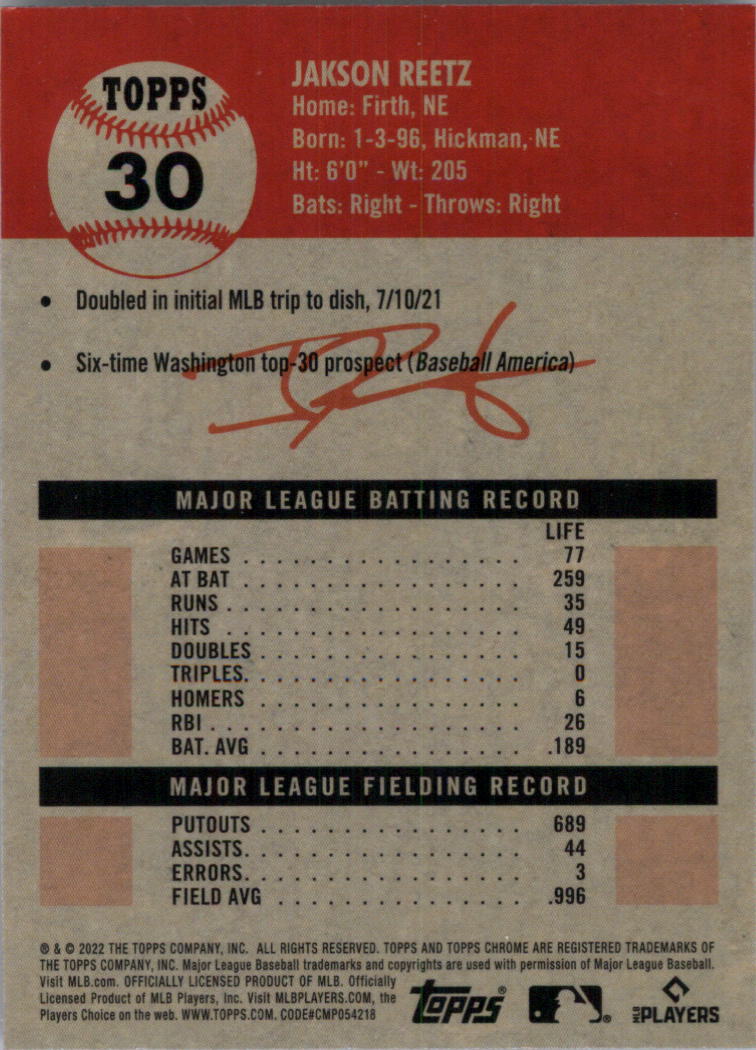 TOPPS
30
JAKSON REETZ
Home: Firth, NE
Born: 1-3-96, Hickman, NE
Ht: 6'0" - Wt: 205
Bats: Right - Throws: Right
• Doubled in initial MLB trip to dish, 7/10/21
• Six-time Washington top-30 prospect (Baseball America)
MAJOR LEAGUE BATTING RECORD
LIFE
GAMES . . . . . . . . . . . . . . . . . 77
AT BAT . . . . . . . . . . . . . . . . . 259
RUNS . . . . . . . . . . . . . . . . . . 35
HITS . . . . . . . . . . . . . . . . . . 49
DOUBLES . . . . . . . . . . . . . . . . 15
TRIPLES. . . . . . . . . . . . . . . . . 0
HOMERS . . . . . . . . . . . . . . . . 6
RBI . . . . . . . . . . . . . . . . . . . 26
BAT. AVG . . . . . . . . . . . . . . . .189
MAJOR LEAGUE FIELDING RECORD
PUTOUTS . . . . . . . . . . . . . . . . 689
ASSISTS. . . . . . . . . . . . . . . . . 44
ERRORS. . . . . . . . . . . . . . . . . 3
FIELD AVG . . . . . . . . . . . . . . . .996
® & © 2022 THE TOPPS COMPANY, INC. ALL RIGHTS RESERVED. TOPPS AND TOPPS CHROME ARE REGISTERED TRADEMARKS OF
THE TOPPS COMPANY, INC. Major League Baseball trademarks and copyrights are used with permission of Major League Baseball.
Visit MLB.com. OFFICIALLY LICENSED PRODUCT OF MLB. Officially
Licensed Product of MLB Players, Inc. Visit MLBPLAYERS.COM, the
Players Choice on the web. WWW.TOPPS.COM. CODE#CMP054218
topps®
MLB PLAYERS